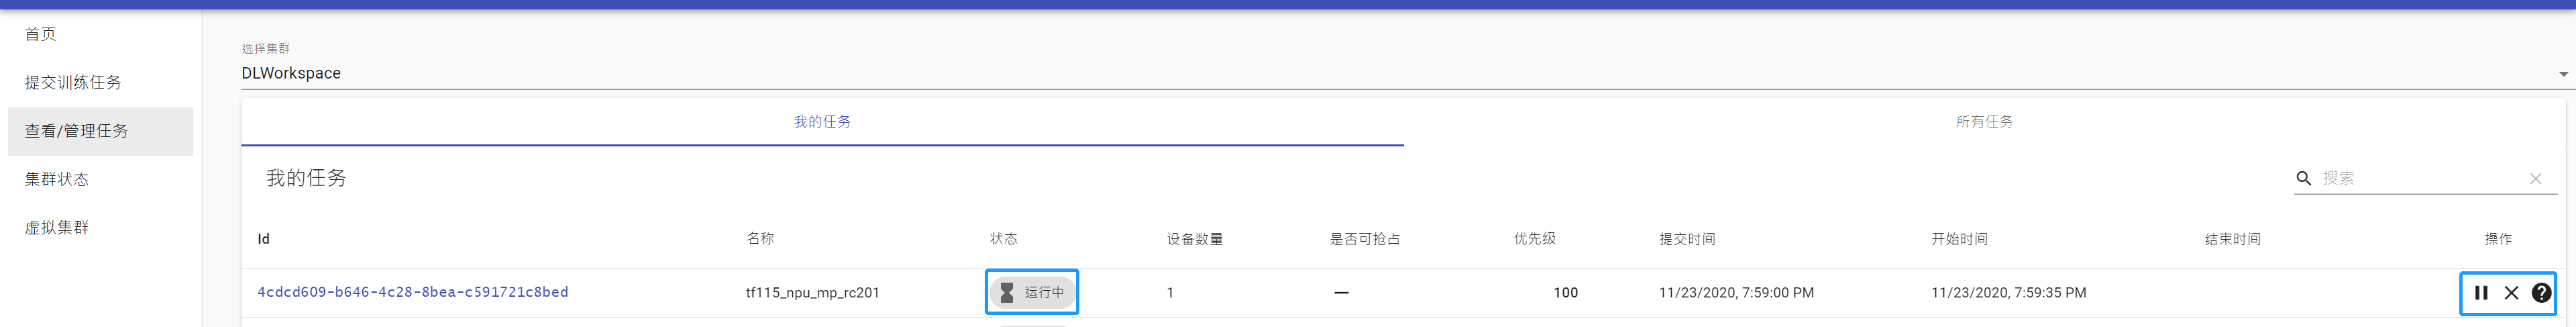 首页
提交训练任务
查看/管理任务
集群状态
虚拟集群
选择集群
DLWorkspace
我的任务 所有任务
我的任务 搜索
Id 名称 状态 设备数量 是否可抢占 优先级 提交时间 开始时间 结束时间 操作
4cdcd609-b646-4c28-8bea-c591721c8bed tf115_npu_mp_rc201 运行中 1 — 100 11/23/2020, 7:59:00 PM 11/23/2020, 7:59:35 PM